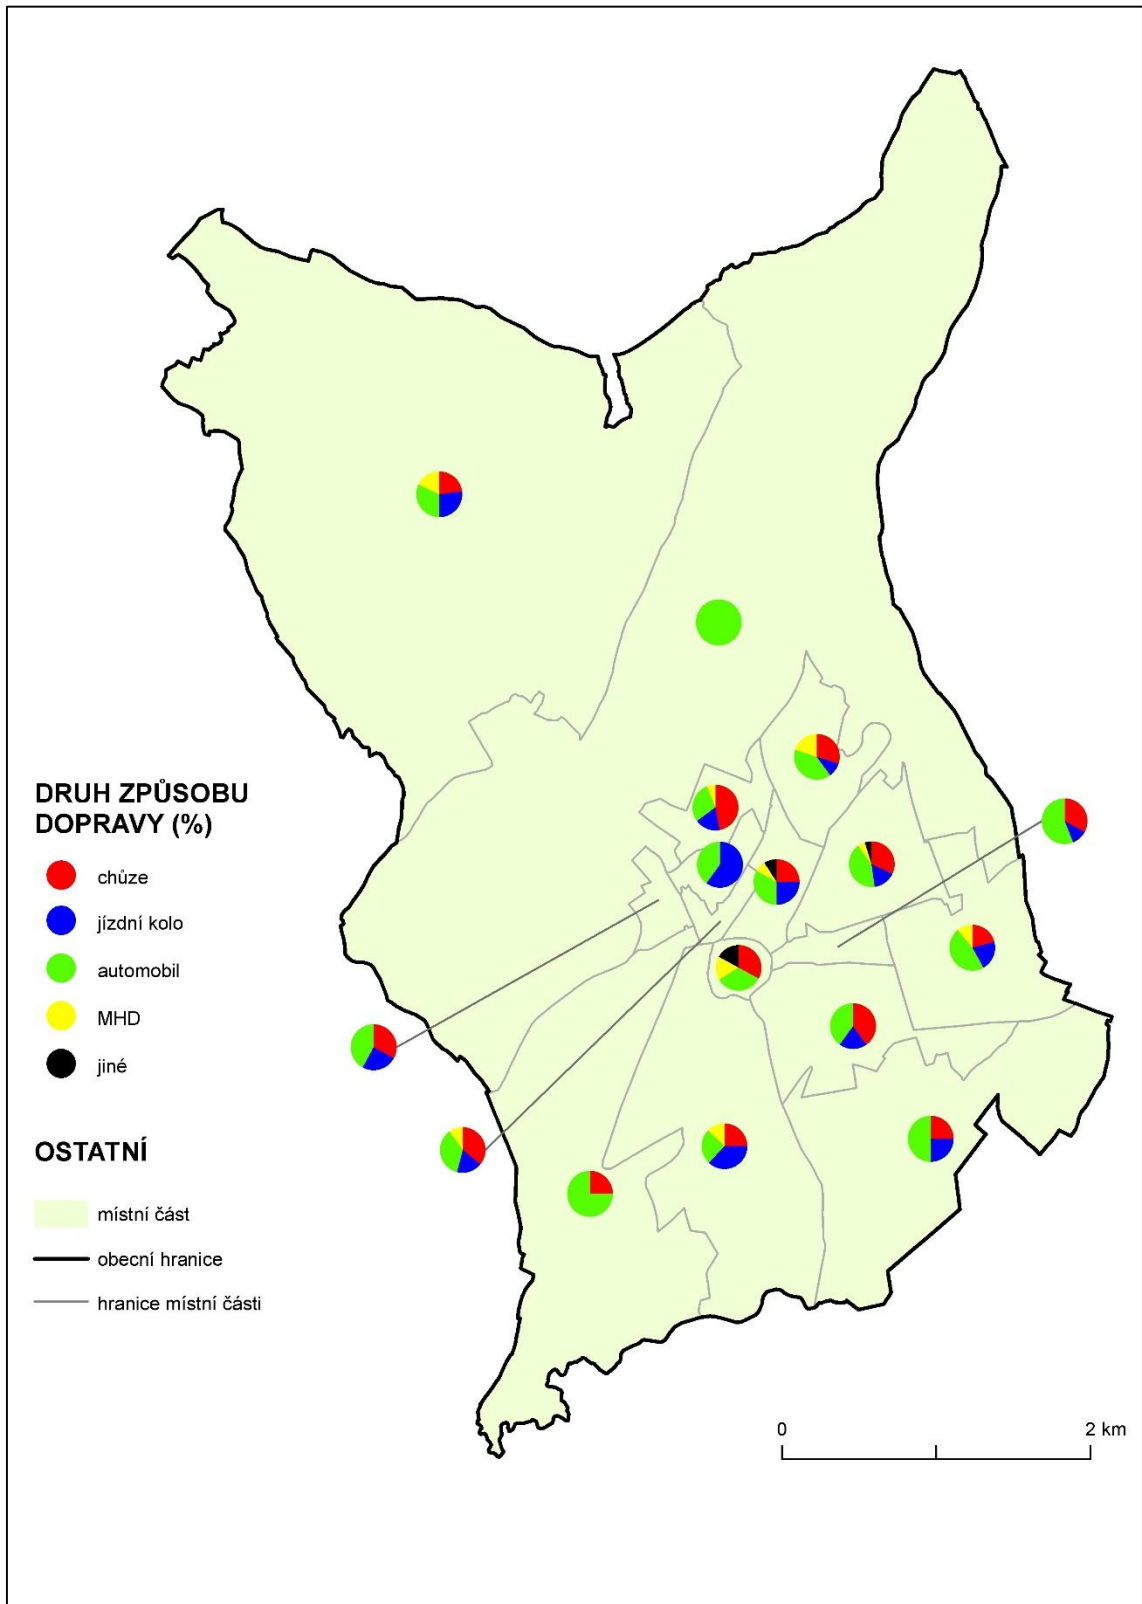 DRUH ZPŮSOBU
DOPRAVY (%)
chůze
jízdní kolo
automobil
MHD
jiné
OSTATNÍ
místní část
obecní hranice
hranice místní části
0
2 km